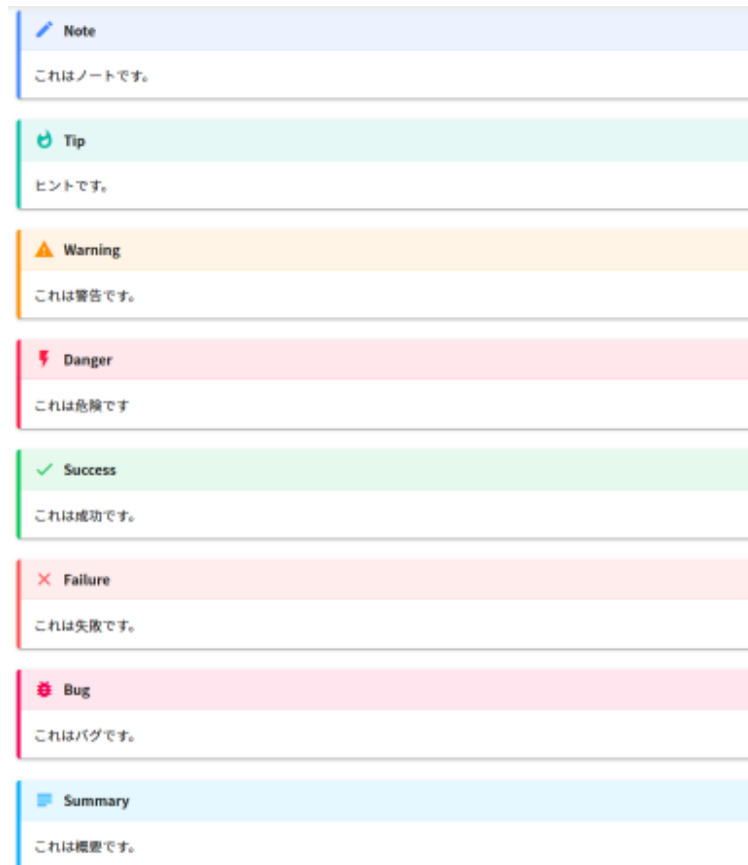 Note
これはノートです。
Tip
ヒントです。
Warning
これは警告です。
Danger
これは危険です
Success
これは成功です。
Failure
これは失敗です。
Bug
これはバグです。
Summary
これは概要です。